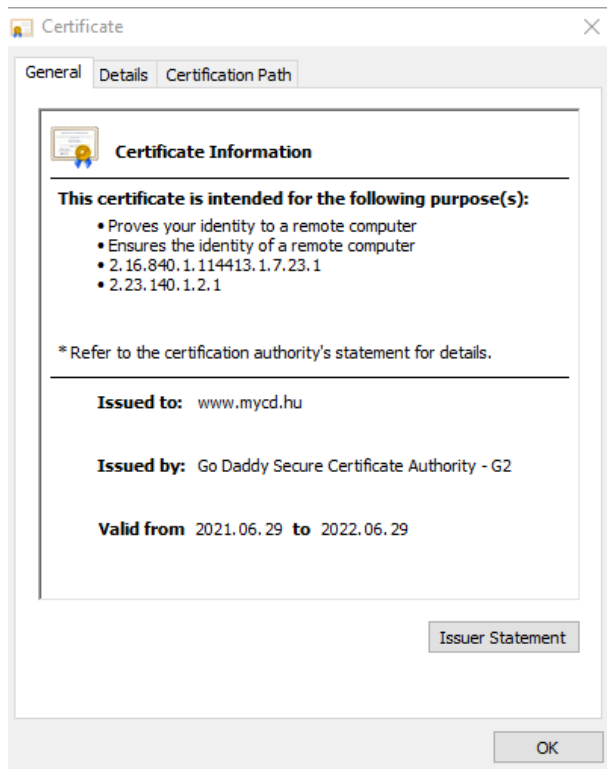 Certificate
General Details Certification Path
Certificate Information
This certificate is intended for the following purpose(s):
• Proves your identity to a remote computer
• Ensures the identity of a remote computer
• 2.16.840.1.114413.1.7.23.1
• 2.23.140.1.2.1
* Refer to the certification authority's statement for details.
Issued to: www.mycd.hu
Issued by: Go Daddy Secure Certificate Authority - G2
Valid from 2021.06.29 to 2022.06.29
Issuer Statement
OK